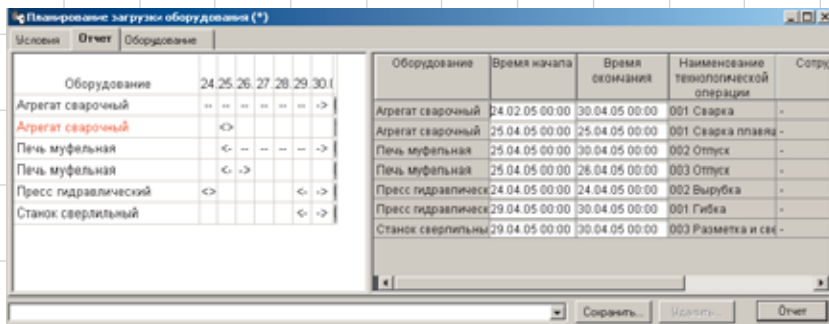 Планирование загрузки оборудования (*)
Условия Отчет Оборудование
Оборудование 24. 25. 26. 27. 28. 29. 30.(
Агрегат сварочный -- -- -- -- -- -- ->
Агрегат сварочный <>
Печь муфельная <- -- -- -- -- ->
Печь муфельная <- ->
Пресс гидравлический <> <- ->
Станок сверлильный <- ->
Оборудование Время начала Время окончания Наименование технологической операции Сотру
Агрегат сварочный 24.02.05 00:00 30.04.05 00:00 001 Сварка -
Агрегат сварочный 25.04.05 00:00 25.04.05 00:00 001 Сварка плавящ -
Печь муфельная 25.04.05 00:00 30.04.05 00:00 002 Отпуск -
Печь муфельная 25.04.05 00:00 26.04.05 00:00 003 Отпуск -
Пресс гидравлическ 24.04.05 00:00 24.04.05 00:00 002 Вырубка -
Пресс гидравлическ 29.04.05 00:00 30.04.05 00:00 001 Гибка -
Станок сверлильны 29.04.05 00:00 30.04.05 00:00 003 Разметка и све -
Сохранить... Удалить... Отчет